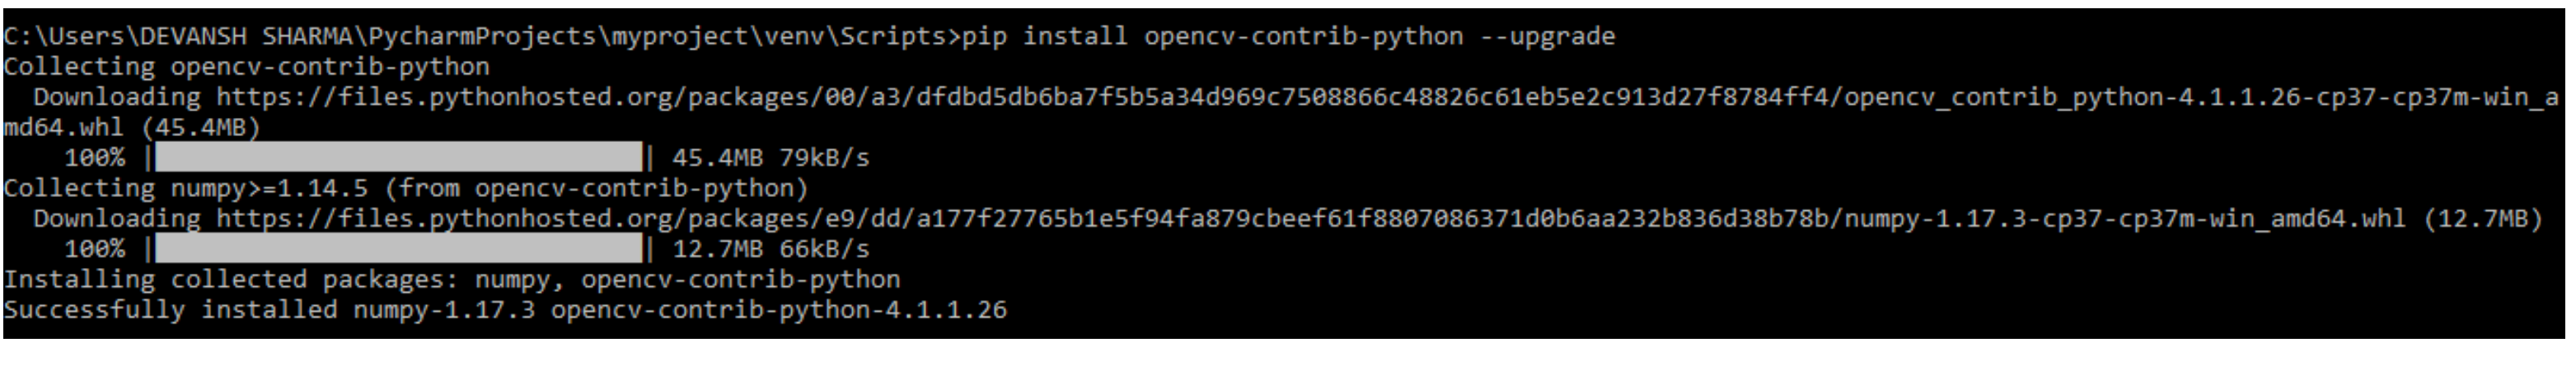 C:\Users\DEVANSH SHARMA\PycharmProjects\myproject\venv\Scripts>pip install opencv-contrib-python --upgrade
Collecting opencv-contrib-python
  Downloading https://files.pythonhosted.org/packages/00/a3/dfdbd5db6ba7f5b5a34d969c7508866c48826c61eb5e2c913d27f8784ff4/opencv_contrib_python-4.1.1.26-cp37-cp37m-win_a
md64.whl (45.4MB)
    100% |████████████████████████████████| 45.4MB 79kB/s
Collecting numpy>=1.14.5 (from opencv-contrib-python)
  Downloading https://files.pythonhosted.org/packages/e9/dd/a177f27765b1e5f94fa879cbeef61f8807086371d0b6aa232b836d38b78b/numpy-1.17.3-cp37-cp37m-win_amd64.whl (12.7MB)
    100% |████████████████████████████████| 12.7MB 66kB/s
Installing collected packages: numpy, opencv-contrib-python
Successfully installed numpy-1.17.3 opencv-contrib-python-4.1.1.26